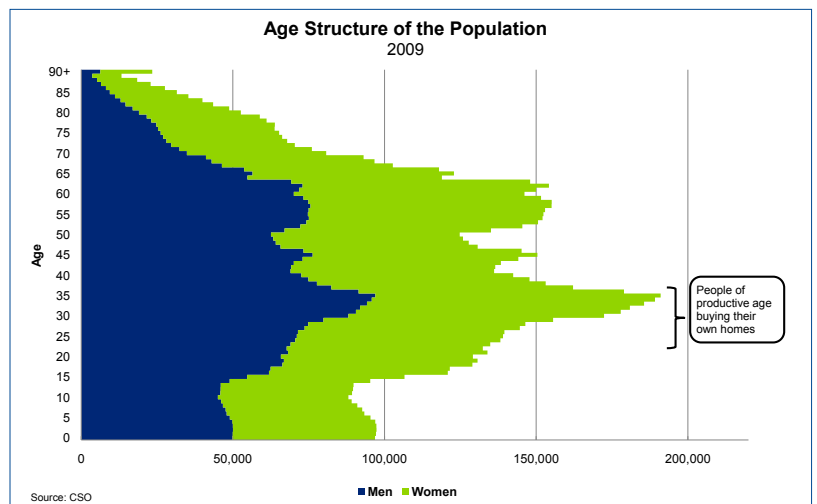 Age Structure of the Population
2009
90+
85
80
75
70
65
60
55
50
45
40
35
30
25
20
15
10
5
0
Age
People of
productive age
buying their
own homes
0
50,000
100,000
150,000
200,000
Men
Women
Source: CSO